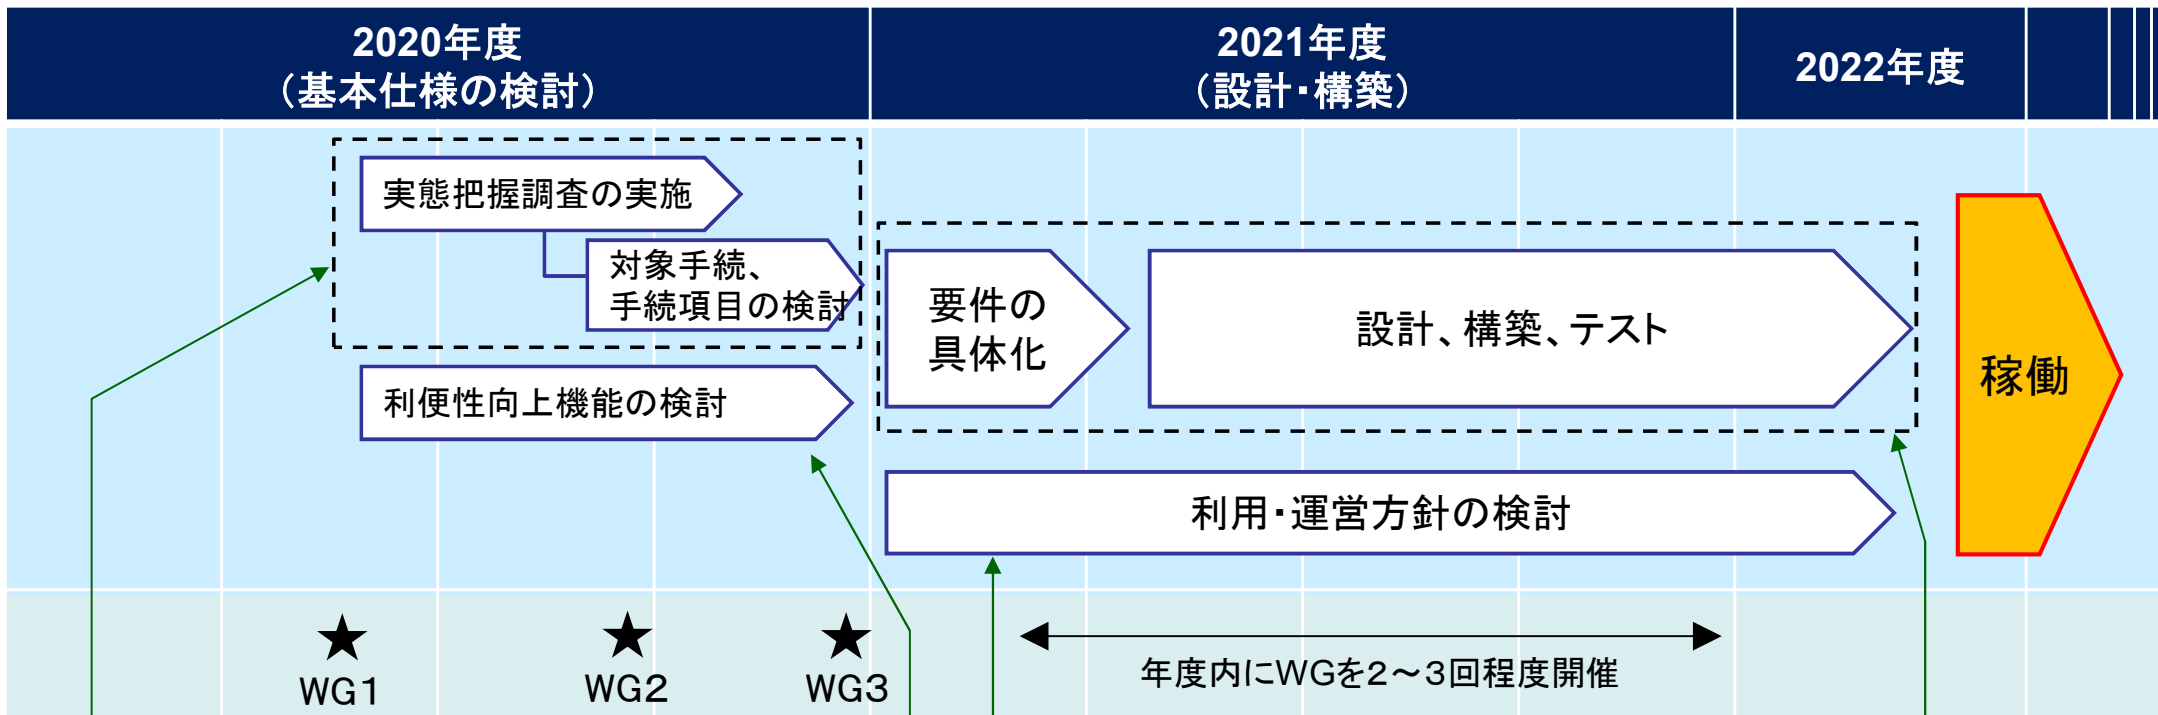 2020年度
（基本仕様の検討）
2021年度
（設計・構築）
2022年度
実態把握調査の実施
対象手続、
手続項目の検討
利便性向上機能の検討
要件の
具体化
設計、構築、テスト
利用・運営方針の検討
稼働
WG1
WG2
WG3
年度内にWGを2～3回程度開催